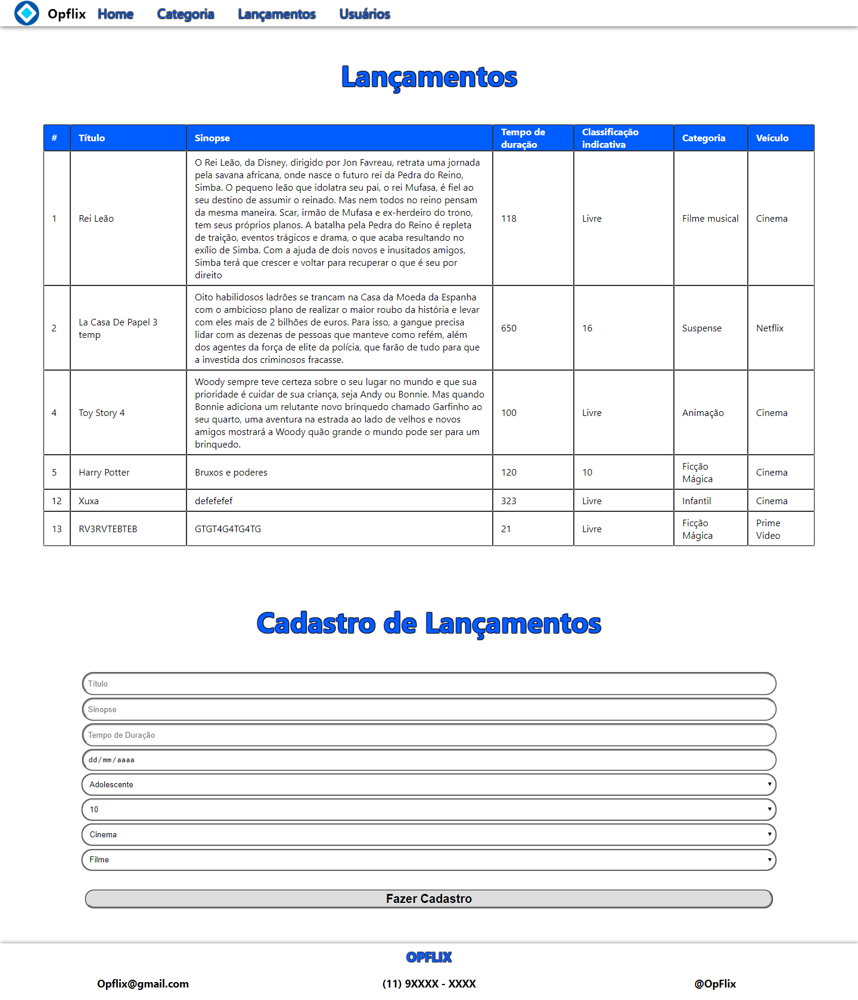 Opflix Home Categoria Lançamentos Usuários
Lançamentos
# Título Sinopse Tempo de duração Classificação indicativa Categoria Veículo
O Rei Leão, da Disney, dirigido por Jon Favreau, retrata uma jornada
pela savana africana, onde nasce o futuro rei da Pedra do Reino,
Simba. O pequeno leão que idolatra seu pai, o rei Mufasa, é fiel ao
seu destino de assumir o reinado. Mas nem todos no reino pensam
da mesma maneira. Scar, irmão de Mufasa e ex-herdeiro do trono,
1 Rei Leão 118 Livre Filme musical Cinema
tem seus próprios planos. A batalha pela Pedra do Reino é repleta
de traição, eventos trágicos e drama, o que acaba resultando no
exílio de Simba. Com a ajuda de dois novos e inusitados amigos,
Simba terá que crescer e voltar para recuperar o que é seu por
direito
2 La Casa De Papel 3
temp
Oito habilidosos ladrões se trancam na Casa da Moeda da Espanha
com o ambicioso plano de realizar o maior roubo da história e levar
com eles mais de 2 bilhões de euros. Para isso, a gangue precisa
lidar com as dezenas de pessoas que manteve como refém, além
dos agentes da força de elite da polícia, que farão de tudo para que
a investida dos criminosos fracasse.
650 16 Suspense Netflix
4 Toy Story 4
Woody sempre teve certeza sobre o seu lugar no mundo e que sua
prioridade é cuidar de sua criança, seja Andy ou Bonnie. Mas quando
Bonnie adiciona um relutante novo brinquedo chamado Garfinho ao
seu quarto, uma aventura na estrada ao lado de velhos e novos
amigos mostrará a Woody quão grande o mundo pode ser para um
brinquedo.
100 Livre Animação Cinema
5 Harry Potter Bruxos e poderes 120 10 Ficção Mágica Cinema
12 Xuxa defefefef 323 Livre Infantil Cinema
13 RV3RVTEBTEB GTGT4G4TG4TG 21 Livre Ficção Mágica Prime Video
Cadastro de Lançamentos
Título
Sinopse
Tempo de Duração
dd/mm/aaaa
Adolescente
10
Cinema
Filme
Fazer Cadastro
OPFLIX
Opflix@gmail.com (11) 9XXXX - XXXX @OpFlix